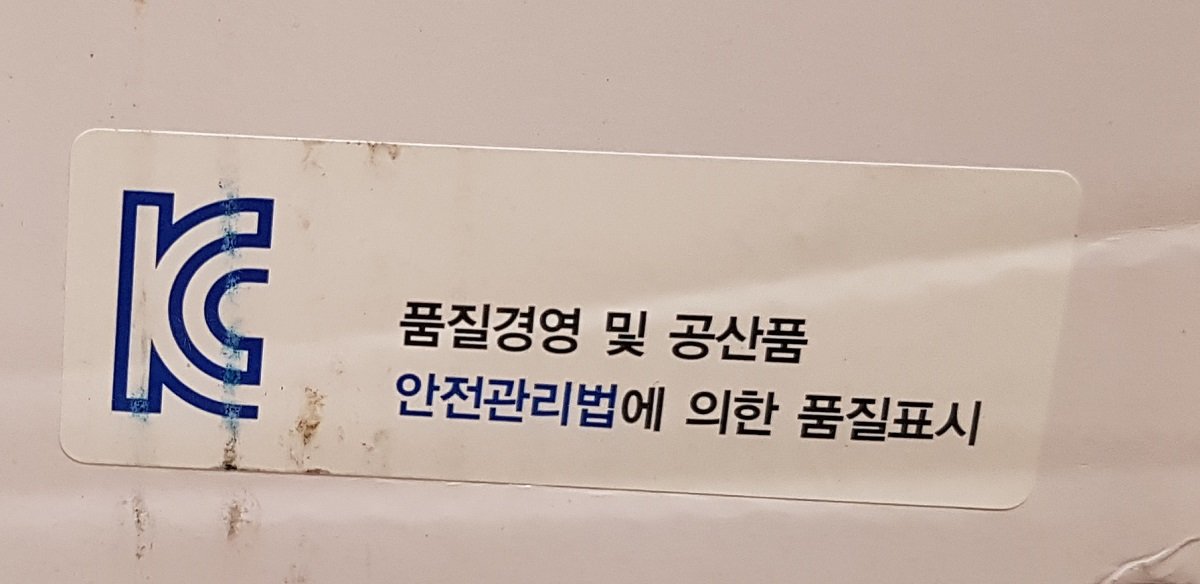 KC
품질경영 및 공산품
안전관리법에 의한 품질표시